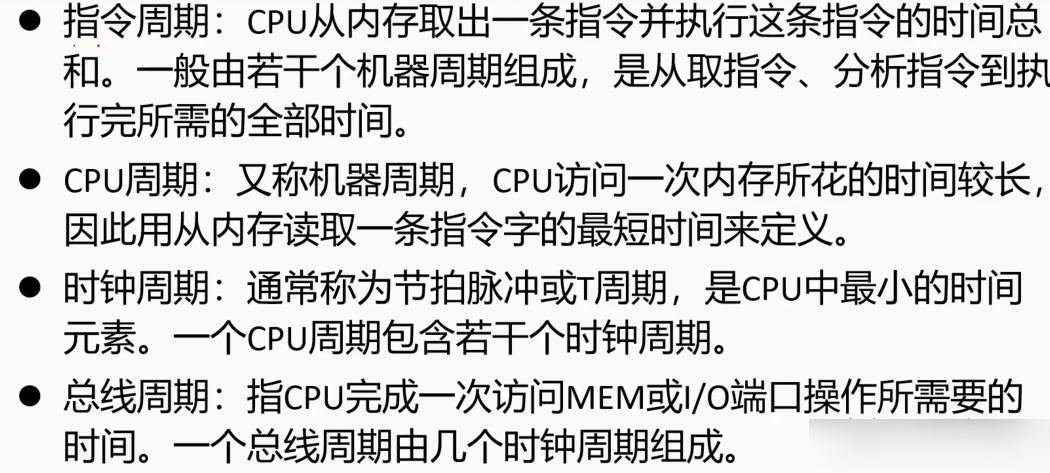 ● 指令周期：CPU从内存取出一条指令并执行这条指令的时间总
和。一般由若干个机器周期组成，是从取指令、分析指令到执
行完所需的全部时间。
● CPU周期：又称机器周期，CPU访问一次内存所花的时间较长，
因此用从内存读取一条指令字的最短时间来定义。
● 时钟周期：通常称为节拍脉冲或T周期，是CPU中最小的时间
元素。一个CPU周期包含若干个时钟周期。
● 总线周期：指CPU完成一次访问MEM或I/O端口操作所需要的
时间。一个总线周期由几个时钟周期组成。